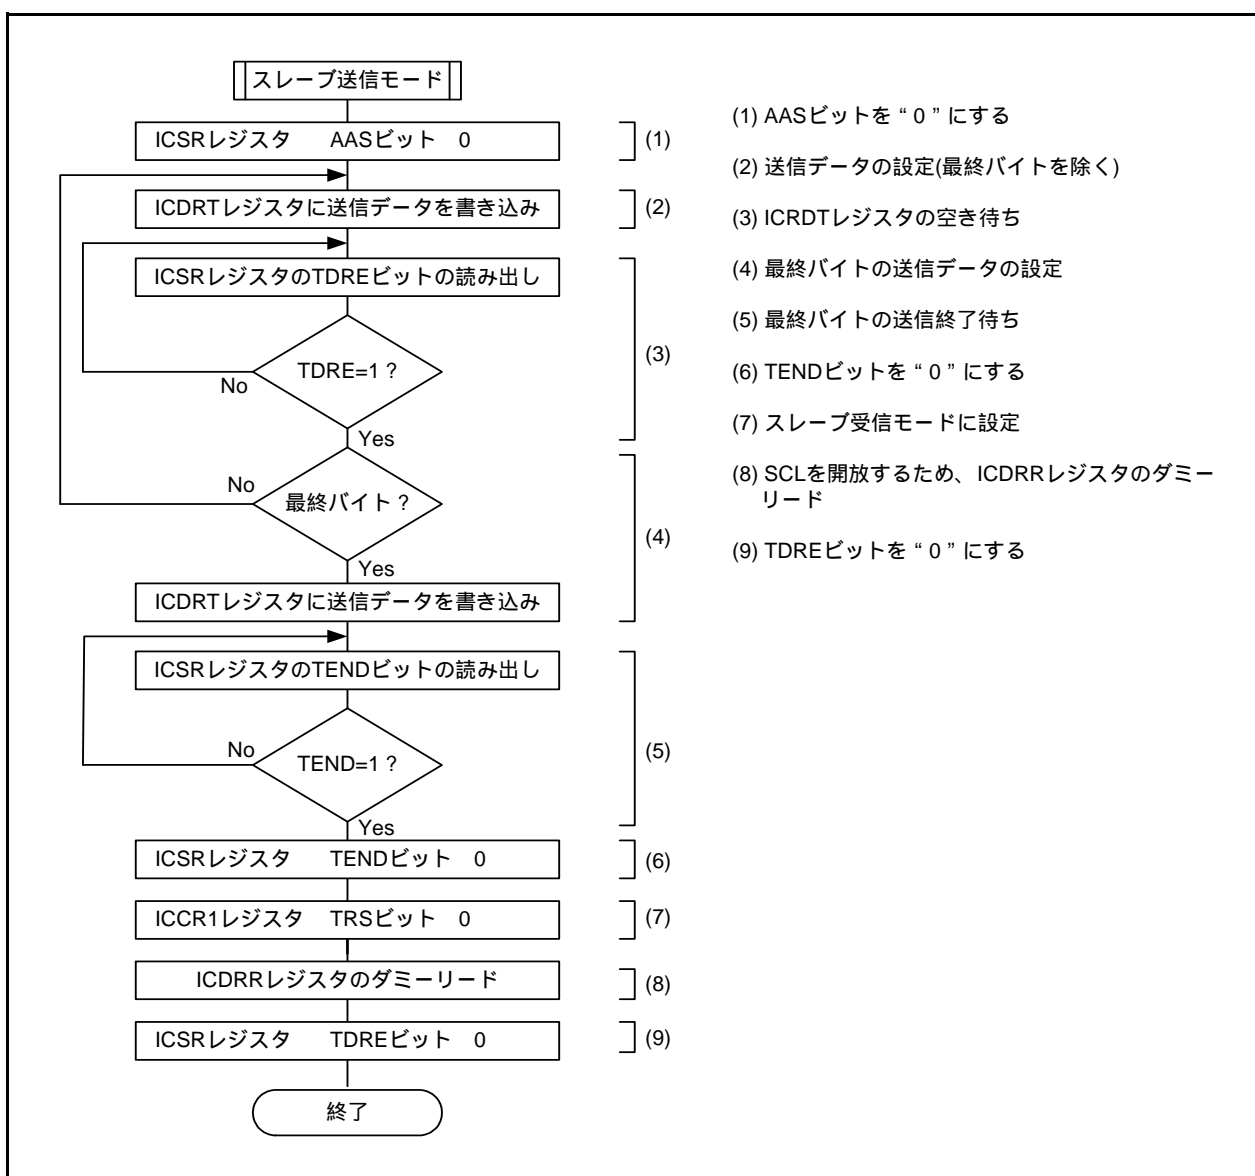 スレーブ送信モード
ICSRレジスタ　AASビット　0
(1)
ICDRTレジスタに送信データを書き込み
(2)
ICSRレジスタのTDREビットの読み出し
TDRE=1？
No
Yes
(3)
最終バイト？
No
Yes
ICDRTレジスタに送信データを書き込み
(4)
ICSRレジスタのTENDビットの読み出し
TEND=1？
No
Yes
(5)
ICSRレジスタ　TENDビット　0
(6)
ICCR1レジスタ　TRSビット　0
(7)
ICDRRレジスタのダミーリード
(8)
ICSRレジスタ　TDREビット　0
(9)
終了
(1) AASビットを“0”にする
(2) 送信データの設定(最終バイトを除く)
(3) ICRDTレジスタの空き待ち
(4) 最終バイトの送信データの設定
(5) 最終バイトの送信終了待ち
(6) TENDビットを“0”にする
(7) スレーブ受信モードに設定
(8) SCLを開放するため、ICDRRレジスタのダミー
リード
(9) TDREビットを“0”にする